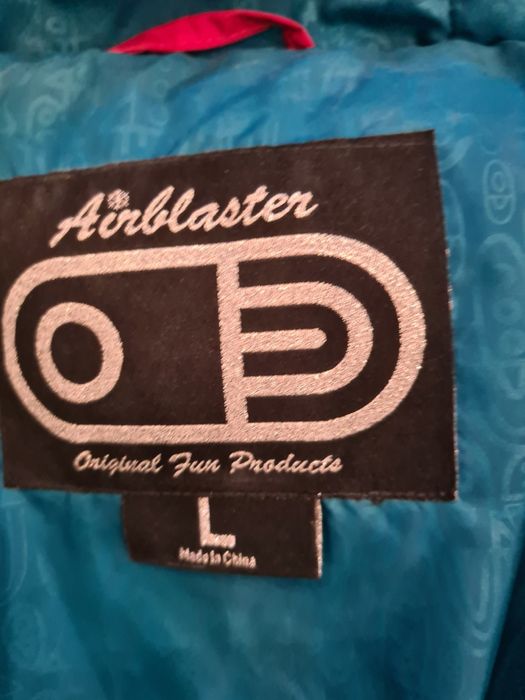 Airblaster
Original Fun Products
L
Made In China